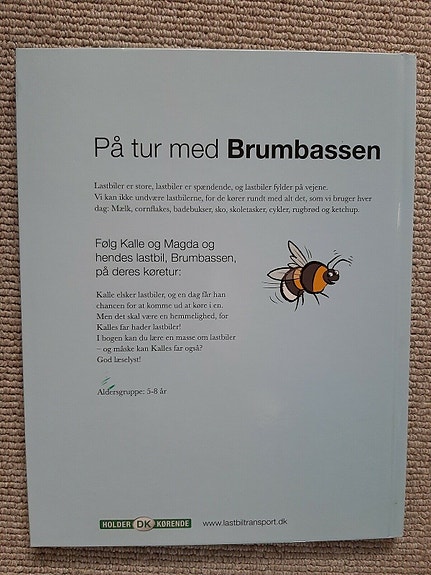 På tur med Brumbassen
Lastbiler er store, lastbiler er spændende, og lastbiler fylder på vejene.
Vi kan ikke undvære lastbilerne, for de kører rundt med alt det, som vi bruger hver
dag: Mælk, cornflakes, badebukser, sko, skoletasker, cykler, rugbrød og ketchup.
Følg Kalle og Magda og
hendes lastbil, Brumbassen,
på deres køretur:
Kalle elsker lastbiler, og en dag får han
chancen for at komme ud at køre i en.
Men det skal være en hemmelighed, for
Kalles far hader lastbiler!
I bogen kan du lære en masse om lastbiler
– og måske kan Kalles far også?
God læselyst!
Aldersgruppe: 5-8 år
HOLDER DK KØRENDE www.lastbiltransport.dk